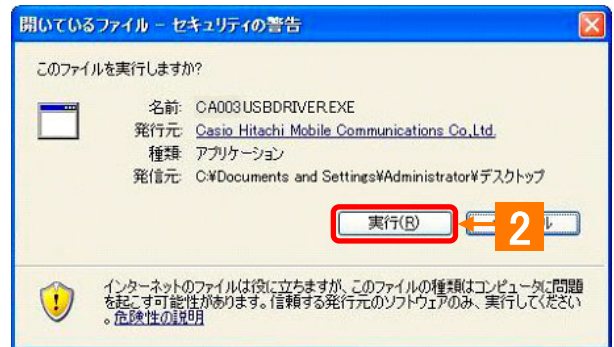 開いているファイル - セキュリティの警告
このファイルを実行しますか?
名前: CA003USBDRIVER.EXE
発行元: Casio Hitachi Mobile Communications Co.,Ltd.
種類: アプリケーション
発信元: C:¥Documents and Settings¥Administrator¥デスクトップ
実行(R) 2 ル
インターネットのファイルは役に立ちますが、このファイルの種類はコンピュータに問題
を起こす可能性があります。信頼する発行元のソフトウェアのみ、実行してください
。危険性の説明